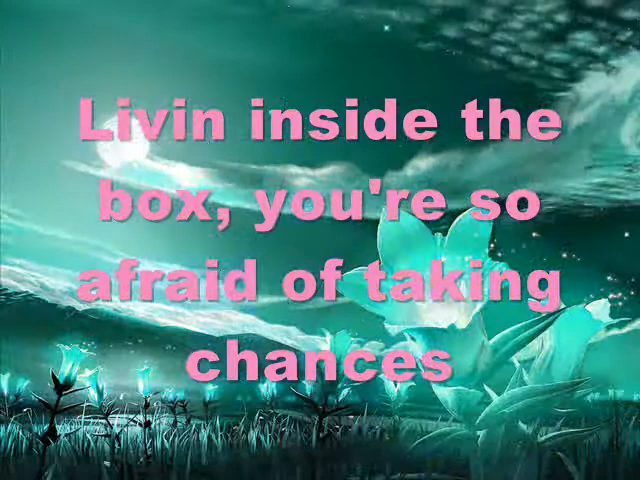 Livin inside the
box, you're so
afraid of taking
chances